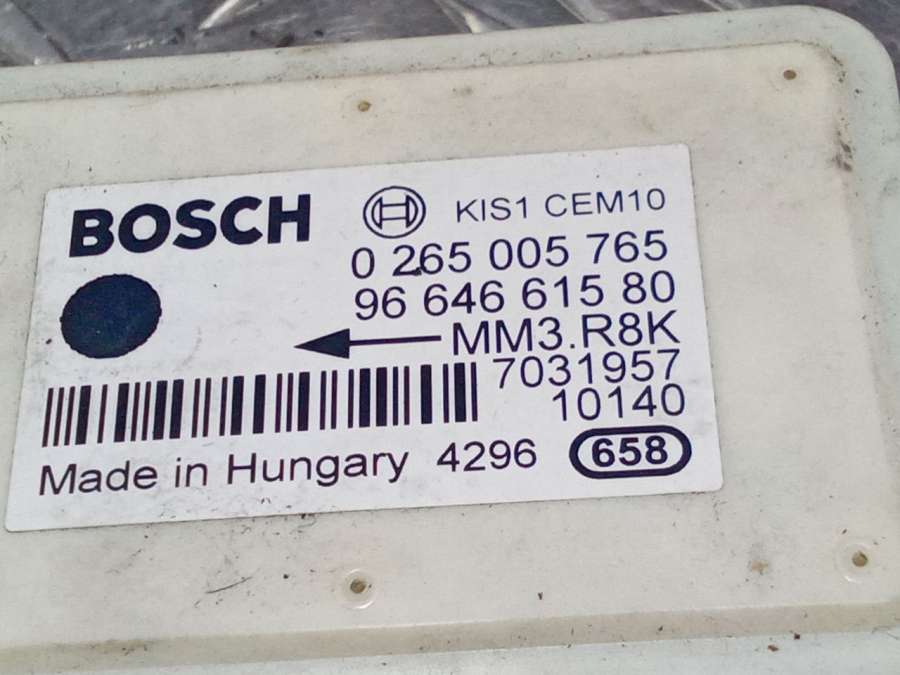 BOSCH KIS1 CEM10
0 265 005 765
96 646 615 80
MM3.R8K
7031957
10140
Made in Hungary 4296 658